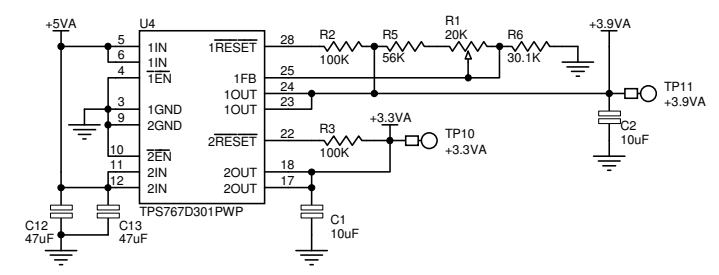 +5VA
U4
5
1IN
6
1IN
4
1EN
3
1GND
9
2GND
10
2EN
11
2IN
12
2IN
TPS767D301PWP
1RESET
28
1FB
25
1OUT
24
1OUT
23
2RESET
22
2OUT
18
2OUT
17
R2
100K
R5
56K
R1
20K
R6
30.1K
+3.9VA
TP11
+3.9VA
C2
10uF
R3
100K
+3.3VA
TP10
+3.3VA
C1
10uF
C12
47uF
C13
47uF